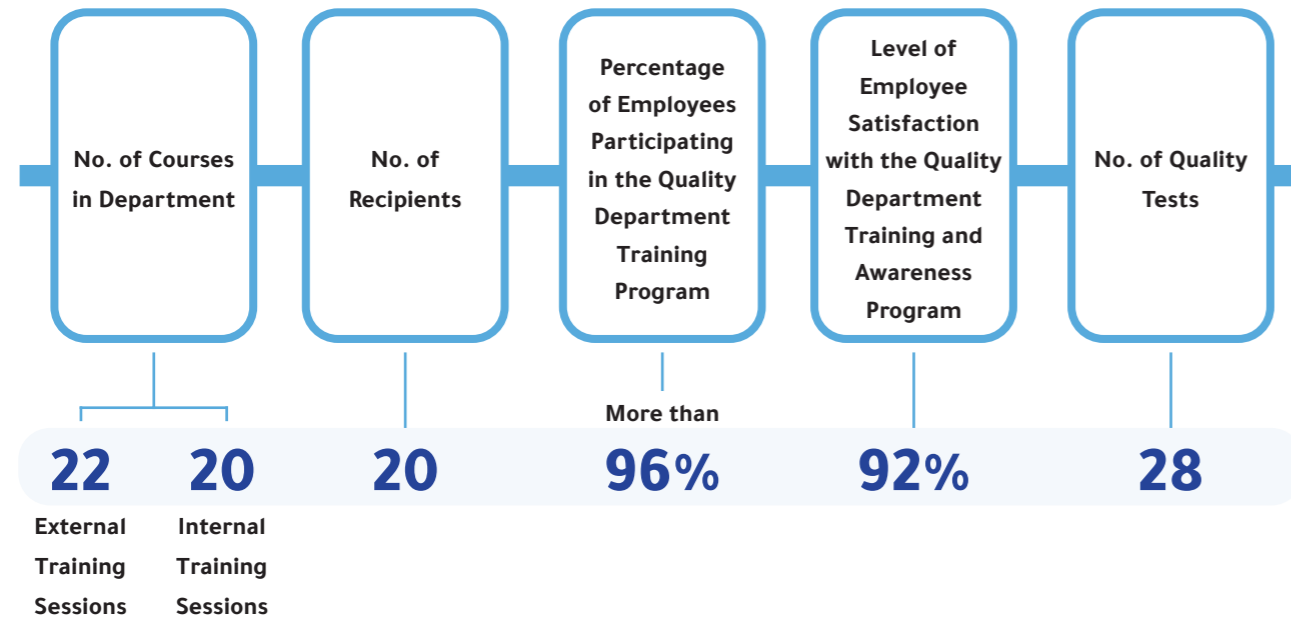 No. of Courses
in Department
No. of
Recipients
Percentage
of Employees
Participating
in the Quality
Department
Training
Program
Level of
Employee
Satisfaction
with the Quality
Department
Training and
Awareness
Program
No. of Quality
Tests
22
External
Training
Sessions
20
Internal
Training
Sessions
20
More than
96%
92%
28